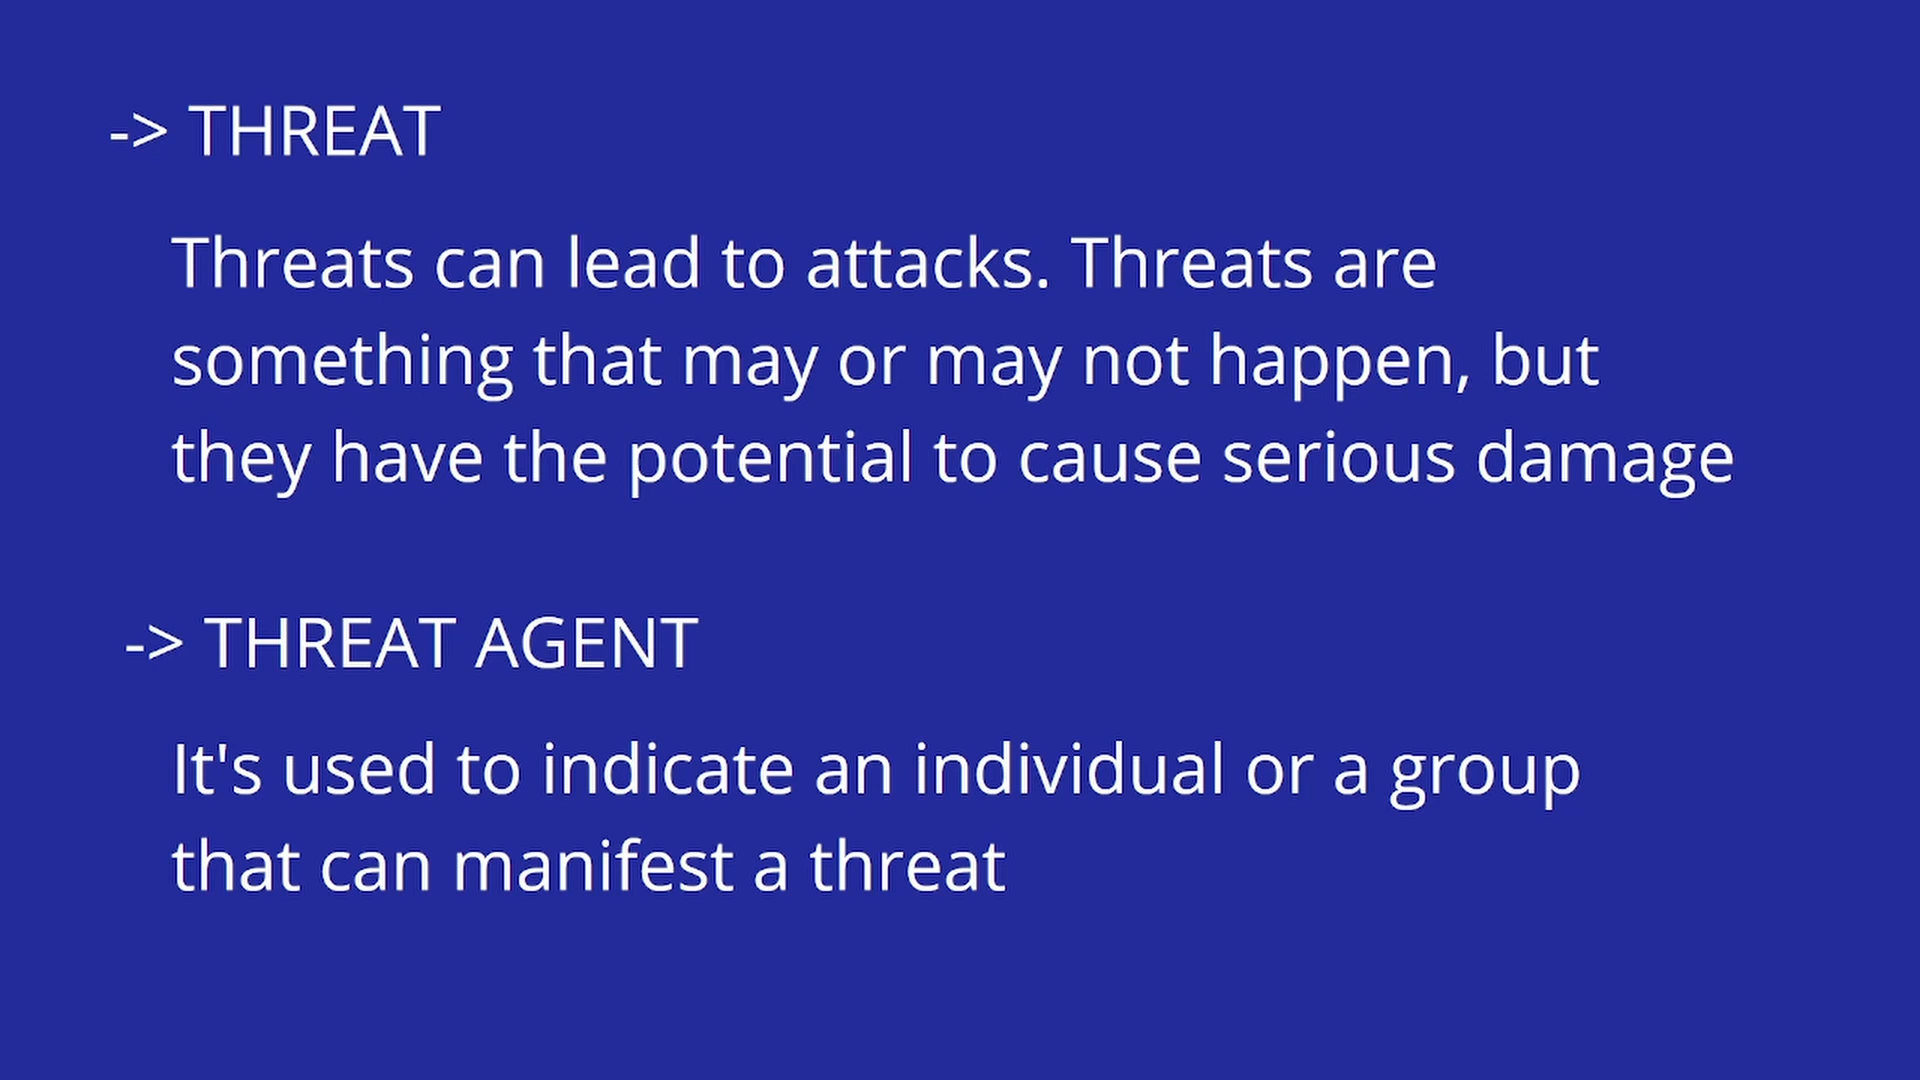 -> THREAT
Threats can lead to attacks. Threats are
something that may or may not happen, but
they have the potential to cause serious damage
-> THREAT AGENT
It's used to indicate an individual or a group
that can manifest a threat